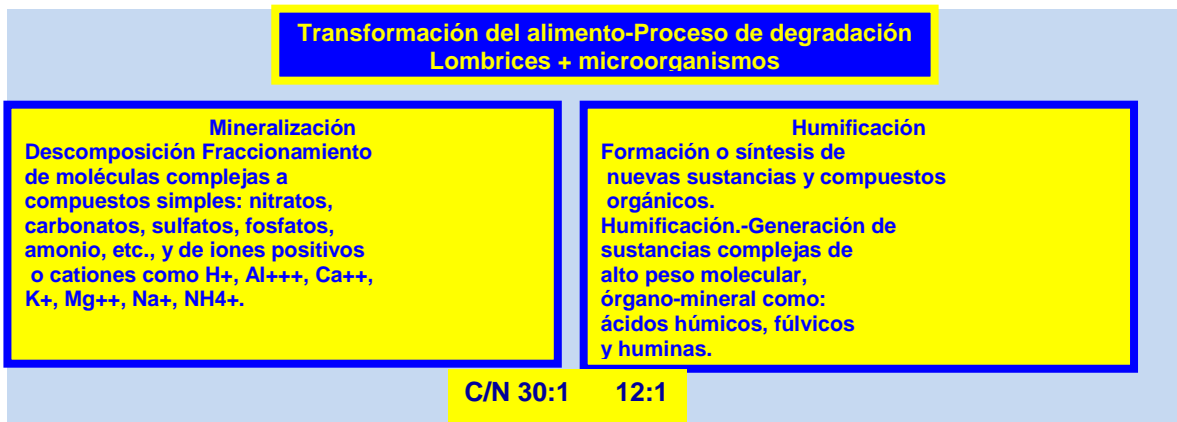 Transformación del alimento-Proceso de degradación
Lombrices + microorganismos
Mineralización
Descomposición Fraccionamiento
de moléculas complejas a
compuestos simples: nitratos,
carbonatos, sulfatos, fosfatos,
amonio, etc., y de iones positivos
o cationes como H+, Al+++, Ca++,
K+, Mg++, Na+, NH4+.
Humificación
Formación o síntesis de
nuevas sustancias y compuestos
orgánicos.
Humificación.-Generación de
sustancias complejas de
alto peso molecular,
órgano-mineral como:
ácidos húmicos, fúlvicos
y huminas.
C/N 30:1 12:1